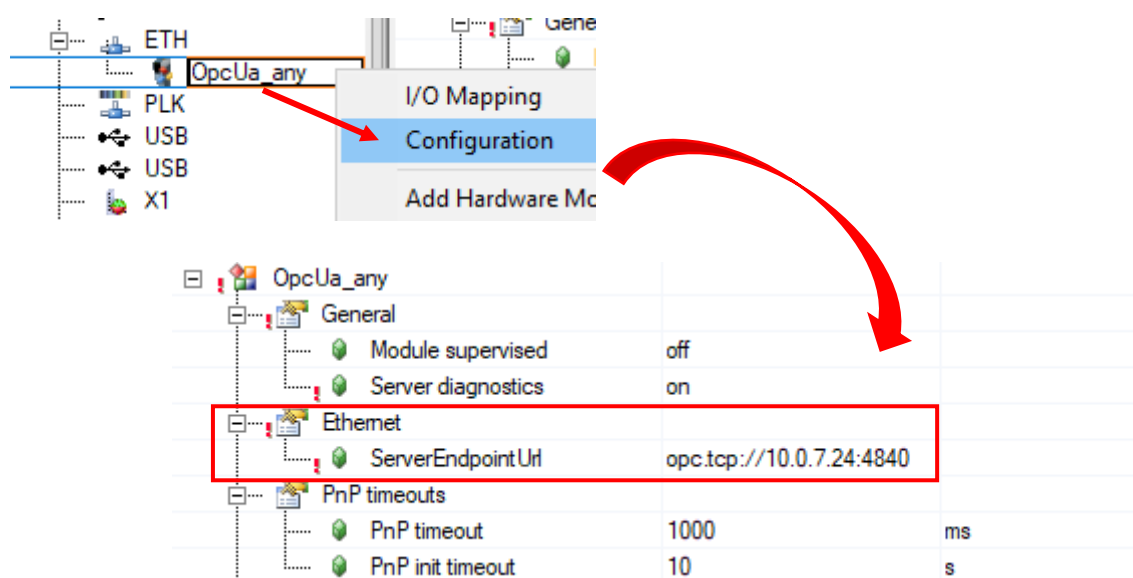 ETH
Gene
OpcUa_any
I/O Mapping
PLK
Configuration
USB
USB
Add Hardware Mo
X1
OpcUa_any
General
Module supervised off
Server diagnostics on
Ethernet
ServerEndpointUrl opc.tcp://10.0.7.24:4840
PnP timeouts
PnP timeout 1000 ms
PnP init timeout 10 s